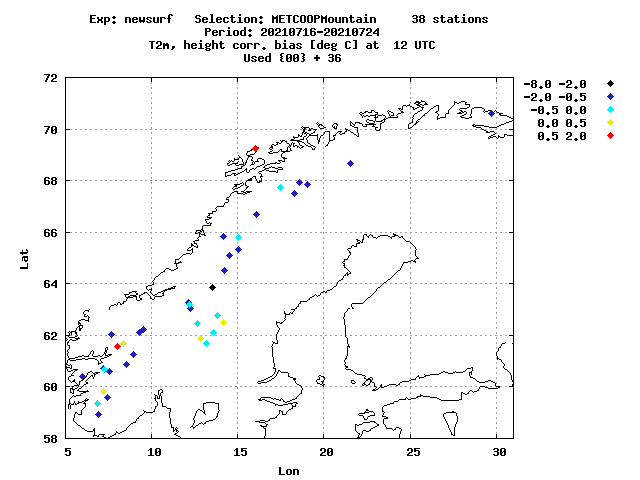 Exp: newsurf   Selection: METCOOPMountain     38 stations
Period: 20210716-20210724
T2m, height corr. bias [deg C] at  12 UTC
Used {00} + 36
-8.0 -2.0
-2.0 -0.5
-0.5 0.0
0.0 0.5
0.5 2.0
72
70
68
66
64
62
60
58
Lat
5 10 15 20 25 30
Lon